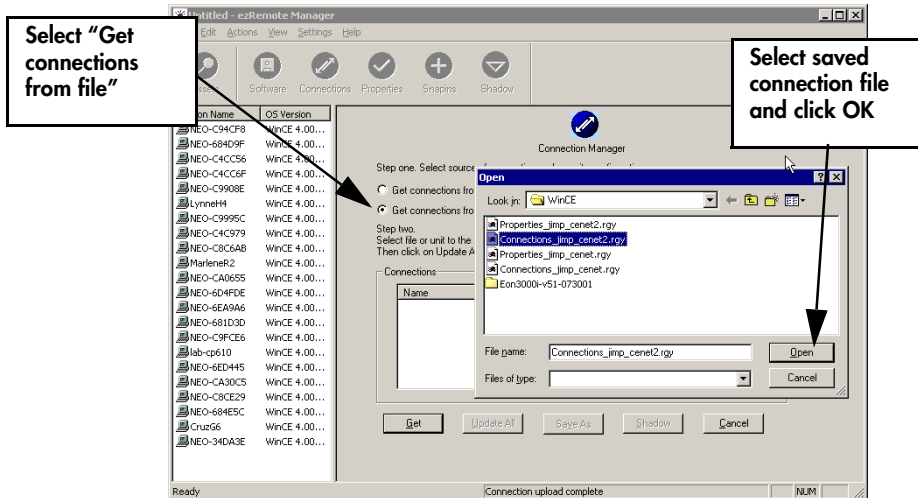 Untitled - ezRemote Manager
Edit Actions View Settings Help
Select "Get
connections
from file"
Select saved
connection file
and click OK
Software Connections Properties Snapins Shadow
on Name OS Version
NEO-C94CF8 WinCE 4.00...
NEO-684D9F WinCE 4.00...
NEO-C4CC56 WinCE 4.00...
NEO-C4CC6F WinCE 4.00...
NEO-C9908E WinCE 4.00...
LynneH4 WinCE 4.00...
NEO-C9995C WinCE 4.00...
NEO-C4C979 WinCE 4.00...
NEO-C8C6AB WinCE 4.00...
MarleneR2 WinCE 4.00...
NEO-CA0655 WinCE 4.00...
NEO-6D4FDE WinCE 4.00...
NEO-6EA9A6 WinCE 4.00...
NEO-681D3D WinCE 4.00...
NEO-C9FCE6 WinCE 4.00...
lab-cp610 WinCE 4.00...
NEO-6ED445 WinCE 4.00...
NEO-CA30C5 WinCE 4.00...
NEO-C8CE29 WinCE 4.00...
NEO-684E5C WinCE 4.00...
CruzG6 WinCE 4.00...
NEO-34DA3E WinCE 4.00...
Connection Manager
Step one. Select source
Get connections fro
Get connections fro
Step two.
Select file or unit to the
Then click on Update A
Connections
Name
Open
Look in: WinCE
Properties_jimp_cenet2.rgy
Connections_jimp_cenet2.rgy
Properties_jimp_cenet.rgy
Connections_jimp_cenet.rgy
Eon3000i-v51-073001
File name: Connections_jimp_cenet2.rgy Open
Files of type: Cancel
Get Update All Save As Shadow Cancel
Ready Connection upload complete NUM